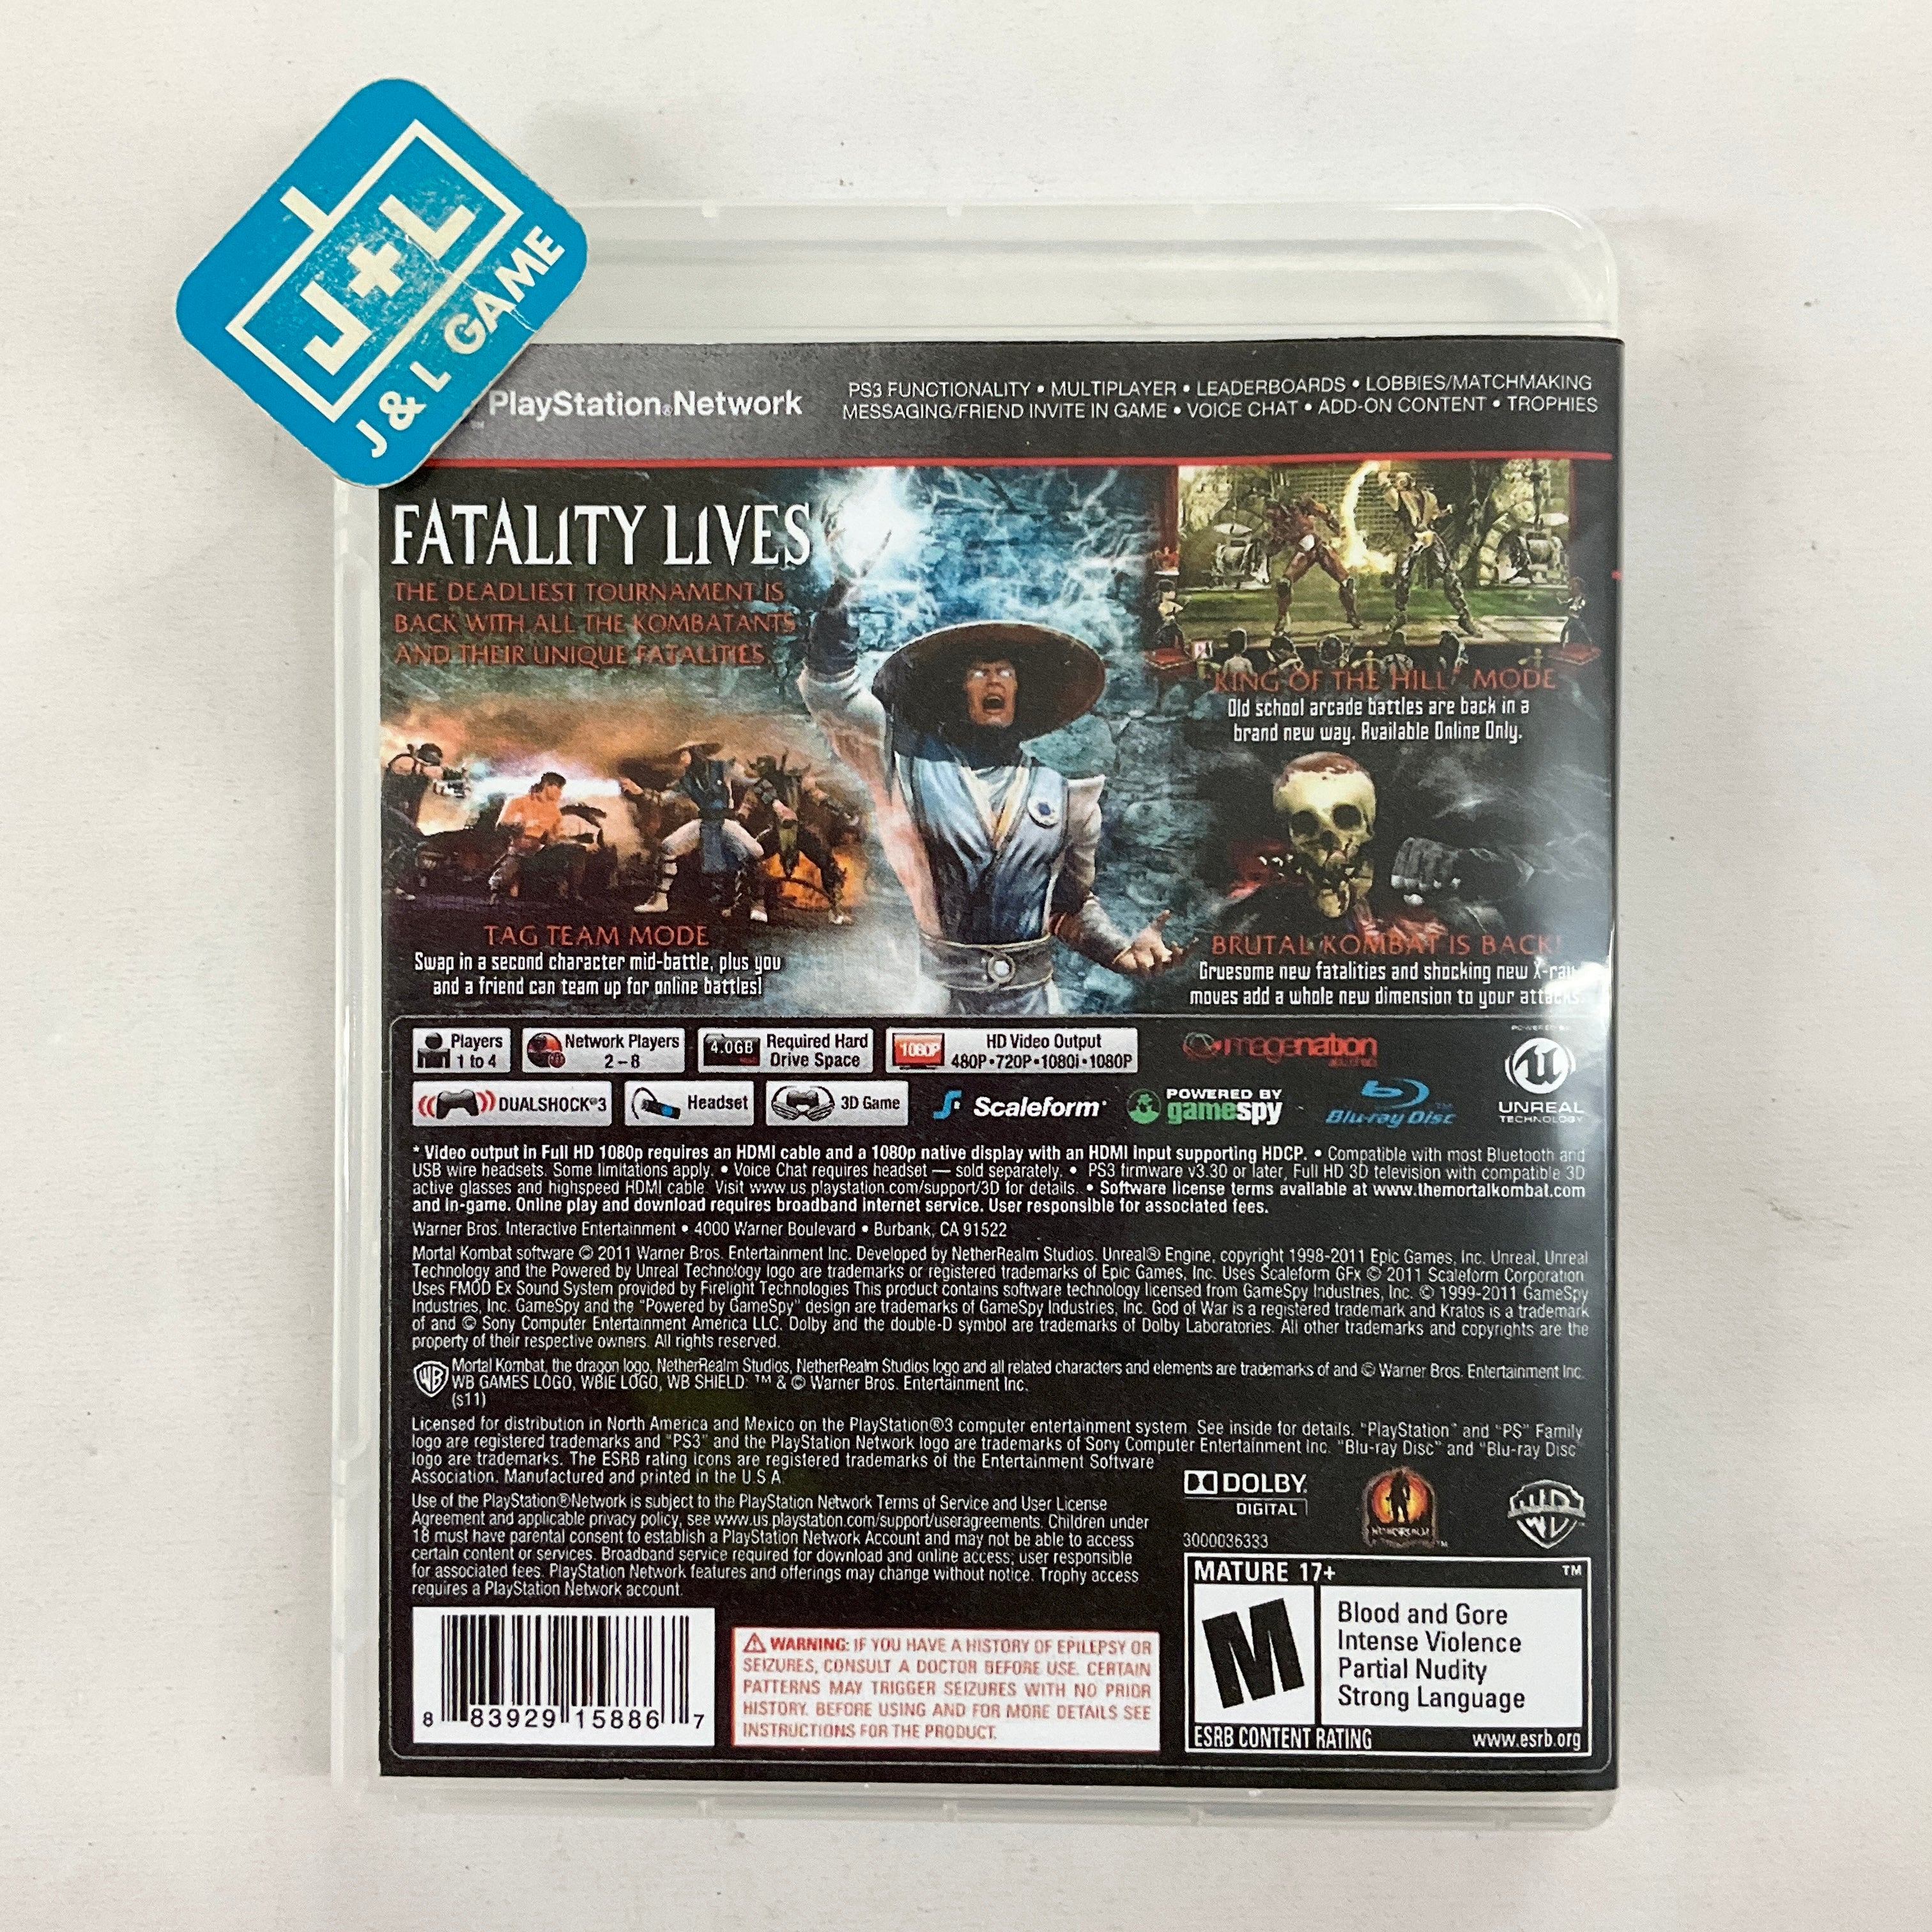 J+L
J & L GAME
PlayStation®Network
PS3 FUNCTIONALITY • MULTIPLAYER • LEADERBOARDS • LOBBIES/MATCHMAKING
MESSAGING/FRIEND INVITE IN GAME • VOICE CHAT • ADD-ON CONTENT • TROPHIES
FATALITY LIVES
THE DEADLIEST TOURNAMENT IS
BACK WITH ALL THE KOMBATANTS
AND THEIR UNIQUE FATALITIES.
"KING OF THE HILL" MODE
Old school arcade battles are back in a
brand new way. Available Online Only.
TAG TEAM MODE
Swap in a second character mid-battle, plus you
and a friend can team up for online battles!
BRUTAL KOMBAT IS BACK!
Gruesome new fatalities and shocking new X-ray
moves add a whole new dimension to your attacks.
Players
1 to 4
Network Players
2 – 8
4.0GB
Required Hard
Drive Space
1080P
HD Video Output
480P•720P•1080i•1080P
imagenation
POWERED BY
UNREAL
TECHNOLOGY
DUALSHOCK®3
Headset
3D Game
Scaleform
POWERED BY
gamespy
Blu-ray Disc
* Video output in Full HD 1080p requires an HDMI cable and a 1080p native display with an HDMI input supporting HDCP. • Compatible with most Bluetooth and
USB wire headsets. Some limitations apply. • Voice Chat requires headset — sold separately. • PS3 firmware v3.30 or later, Full HD 3D television with compatible 3D
active glasses and highspeed HDMI cable. Visit www.us.playstation.com/support/3D for details. • Software license terms available at www.themortalkombat.com
and in-game. Online play and download requires broadband internet service. User responsible for associated fees.
Warner Bros. Interactive Entertainment • 4000 Warner Boulevard • Burbank, CA 91522
Mortal Kombat software © 2011 Warner Bros. Entertainment Inc. Developed by NetherRealm Studios. Unreal® Engine, copyright 1998-2011 Epic Games, Inc. Unreal, Unreal
Technology and the Powered by Unreal Technology logo are trademarks or registered trademarks of Epic Games, Inc. Uses Scaleform GFx © 2011 Scaleform Corporation.
Uses FMOD Ex Sound System provided by Firelight Technologies This product contains software technology licensed from GameSpy Industries, Inc. © 1999-2011 GameSpy
Industries, Inc. GameSpy and the "Powered by GameSpy" design are trademarks of GameSpy Industries, Inc. God of War is a registered trademark and Kratos is a trademark
of and © Sony Computer Entertainment America LLC. Dolby and the double-D symbol are trademarks of Dolby Laboratories. All other trademarks and copyrights are the
property of their respective owners. All rights reserved.
WB
Mortal Kombat, the dragon logo, NetherRealm Studios, NetherRealm Studios logo and all related characters and elements are trademarks of and © Warner Bros. Entertainment Inc.
WB GAMES LOGO, WBIE LOGO, WB SHIELD: ™ & © Warner Bros. Entertainment Inc.
(s11)
Licensed for distribution in North America and Mexico on the PlayStation®3 computer entertainment system. See inside for details. "PlayStation" and "PS" Family
logo are registered trademarks and "PS3" and the PlayStation Network logo are trademarks of Sony Computer Entertainment Inc. "Blu-ray Disc" and "Blu-ray Disc"
logo are trademarks. The ESRB rating icons are registered trademarks of the Entertainment Software
Association. Manufactured and printed in the U.S.A.
Use of the PlayStation®Network is subject to the PlayStation Network Terms of Service and User License
Agreement and applicable privacy policy, see www.us.playstation.com/support/useragreements. Children under
18 must have parental consent to establish a PlayStation Network Account and may not be able to access
certain content or services. Broadband service required for download and online access; user responsible
for associated fees. PlayStation Network features and offerings may change without notice. Trophy access
requires a PlayStation Network account.
DOLBY
DIGITAL
3000036333
8 83929 15886 7
WARNING: IF YOU HAVE A HISTORY OF EPILEPSY OR
SEIZURES, CONSULT A DOCTOR BEFORE USE. CERTAIN
PATTERNS MAY TRIGGER SEIZURES WITH NO PRIOR
HISTORY. BEFORE USING AND FOR MORE DETAILS SEE
INSTRUCTIONS FOR THE PRODUCT.
MATURE 17+ ™
M
Blood and Gore
Intense Violence
Partial Nudity
Strong Language
ESRB CONTENT RATING www.esrb.org